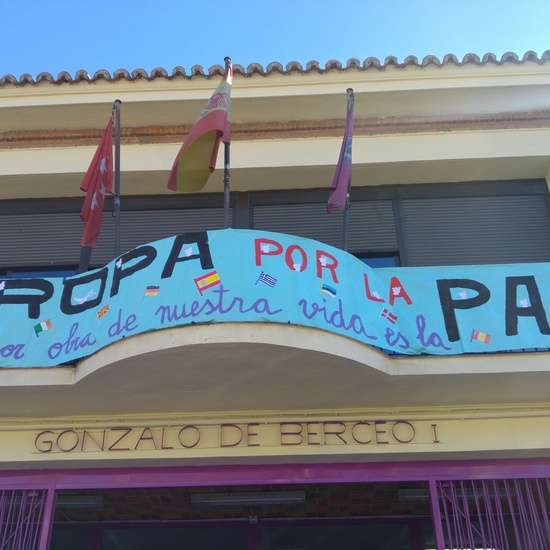 ROPA POR LA PA
or obra de nuestra vida es la
GONZALO DE BERCEO I